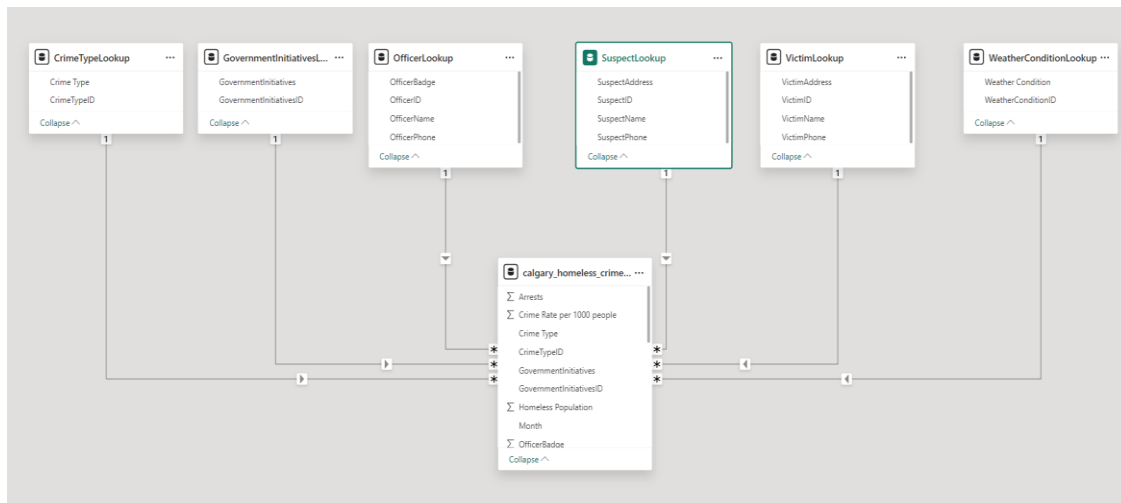 CrimeTypeLookup ...
Crime Type
CrimeTypeID
Collapse
GovernmentInitiativesL... ...
GovernmentInitiatives
GovernmentInitiativesID
Collapse
OfficerLookup ...
OfficerBadge
OfficerID
OfficerName
OfficerPhone
Collapse
SuspectLookup ...
SuspectAddress
SuspectID
SuspectName
SuspectPhone
Collapse
VictimLookup ...
VictimAddress
VictimID
VictimName
VictimPhone
Collapse
WeatherConditionLookup ...
Weather Condition
WeatherConditionID
Collapse
1 1 1 1 1 1
calgary_homeless_crime... ...
Σ Arrests
Σ Crime Rate per 1000 people
Crime Type
* CrimeTypeID *
* GovernmentInitiatives *
* GovernmentInitiativesID *
Σ Homeless Population
Month
Σ OfficerBadge
Collapse